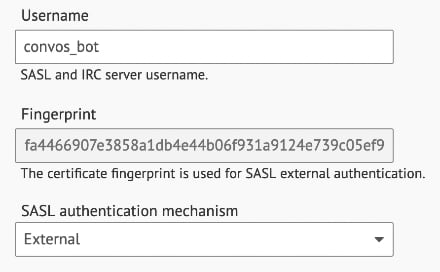 Username
convos_bot
SASL and IRC server username.
Fingerprint
fa4466907e3858a1db4e44b06f931a9124e739c05ef9
The certificate fingerprint is used for SASL external authentication.
SASL authentication mechanism
External